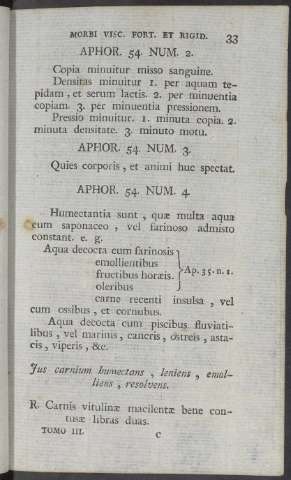 MORBI VISC. FORT. ET RIGID. 33
APHOR. 54. NUM. 2.
Copia minuitur misso sanguine.
Densitas minuitur 1. per aquam te-
pidam, et serum lactis. 2. per minuentia
copiam. 3. per minuentia pressionem.
Pressio minuitur. 1. minuta copia. 2.
minuta densitate. 3. minuto motu.
APHOR. 54. NUM. 3.
Quies corporis, et animi huc spectat.
APHOR. 54. NUM. 4
Humectantia sunt, quæ multa aqua
cum saponaceo, vel farinoso admisto
constant. e. g.
Aqua decocta cum farinosis
emollientibus
fructibus horæis.
oleribus
Ap. 35. n. 1.
carne recenti insulsa, vel
cum ossibus, et cornubus.
Aqua decocta cum piscibus fluviati-
libus, vel marinis, cancris, ostreis, asta-
cis, viperis, &c.
Jus carnium humectans, leniens, emol-
liens, resolvens.
R. Carnis vitulinæ macilentæ bene con-
tusæ libras duas.
TOMO III. C